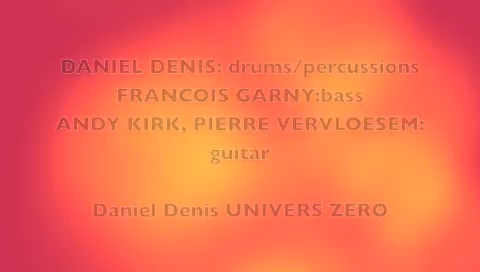 DANIEL DENIS: drums/percussions
FRANCOIS GARNY:bass
ANDY KIRK, PIERRE VERVLOESEM:
guitar
Daniel Denis UNIVERS ZERO